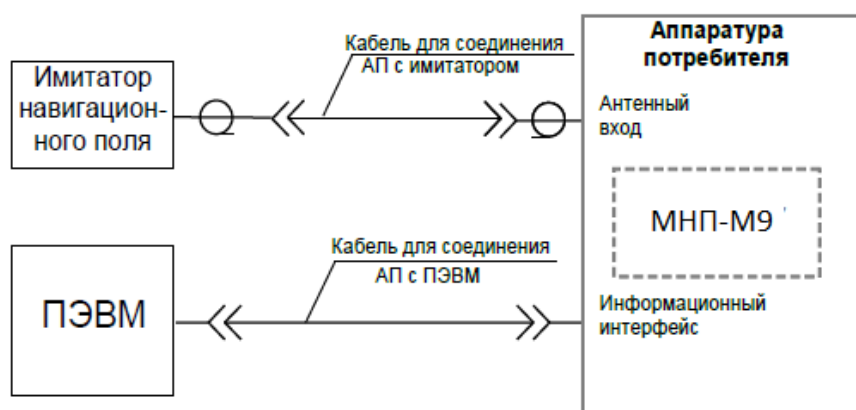 Имитатор
навигацион-
ного поля
Кабель для соединения
АП с имитатором
Аппаратура
потребителя
Антенный
вход
МНП-М9
ПЭВМ
Кабель для соединения
АП с ПЭВМ
Информационный
интерфейс